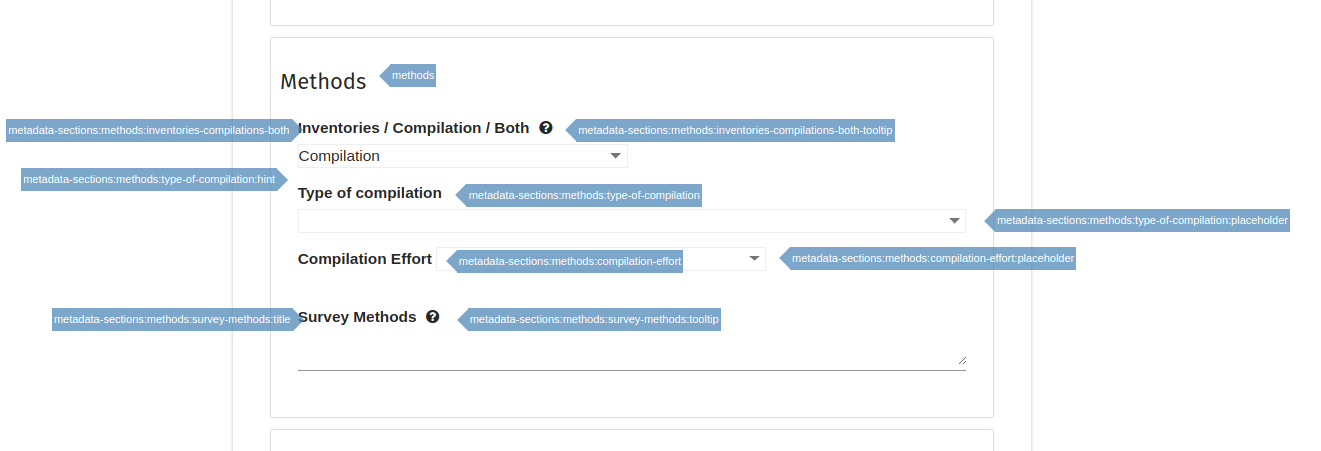 Methods
methods
metadata-sections:methods:inventories-compilations-both
Inventories / Compilation / Both
metadata-sections:methods:inventories-compilations-both-tooltip
Compilation
metadata-sections:methods:type-of-compilation:hint
Type of compilation
metadata-sections:methods:type-of-compilation
metadata-sections:methods:type-of-compilation:placeholder
Compilation Effort
metadata-sections:methods:compilation-effort
metadata-sections:methods:compilation-effort:placeholder
metadata-sections:methods:survey-methods:title
Survey Methods
metadata-sections:methods:survey-methods:tooltip